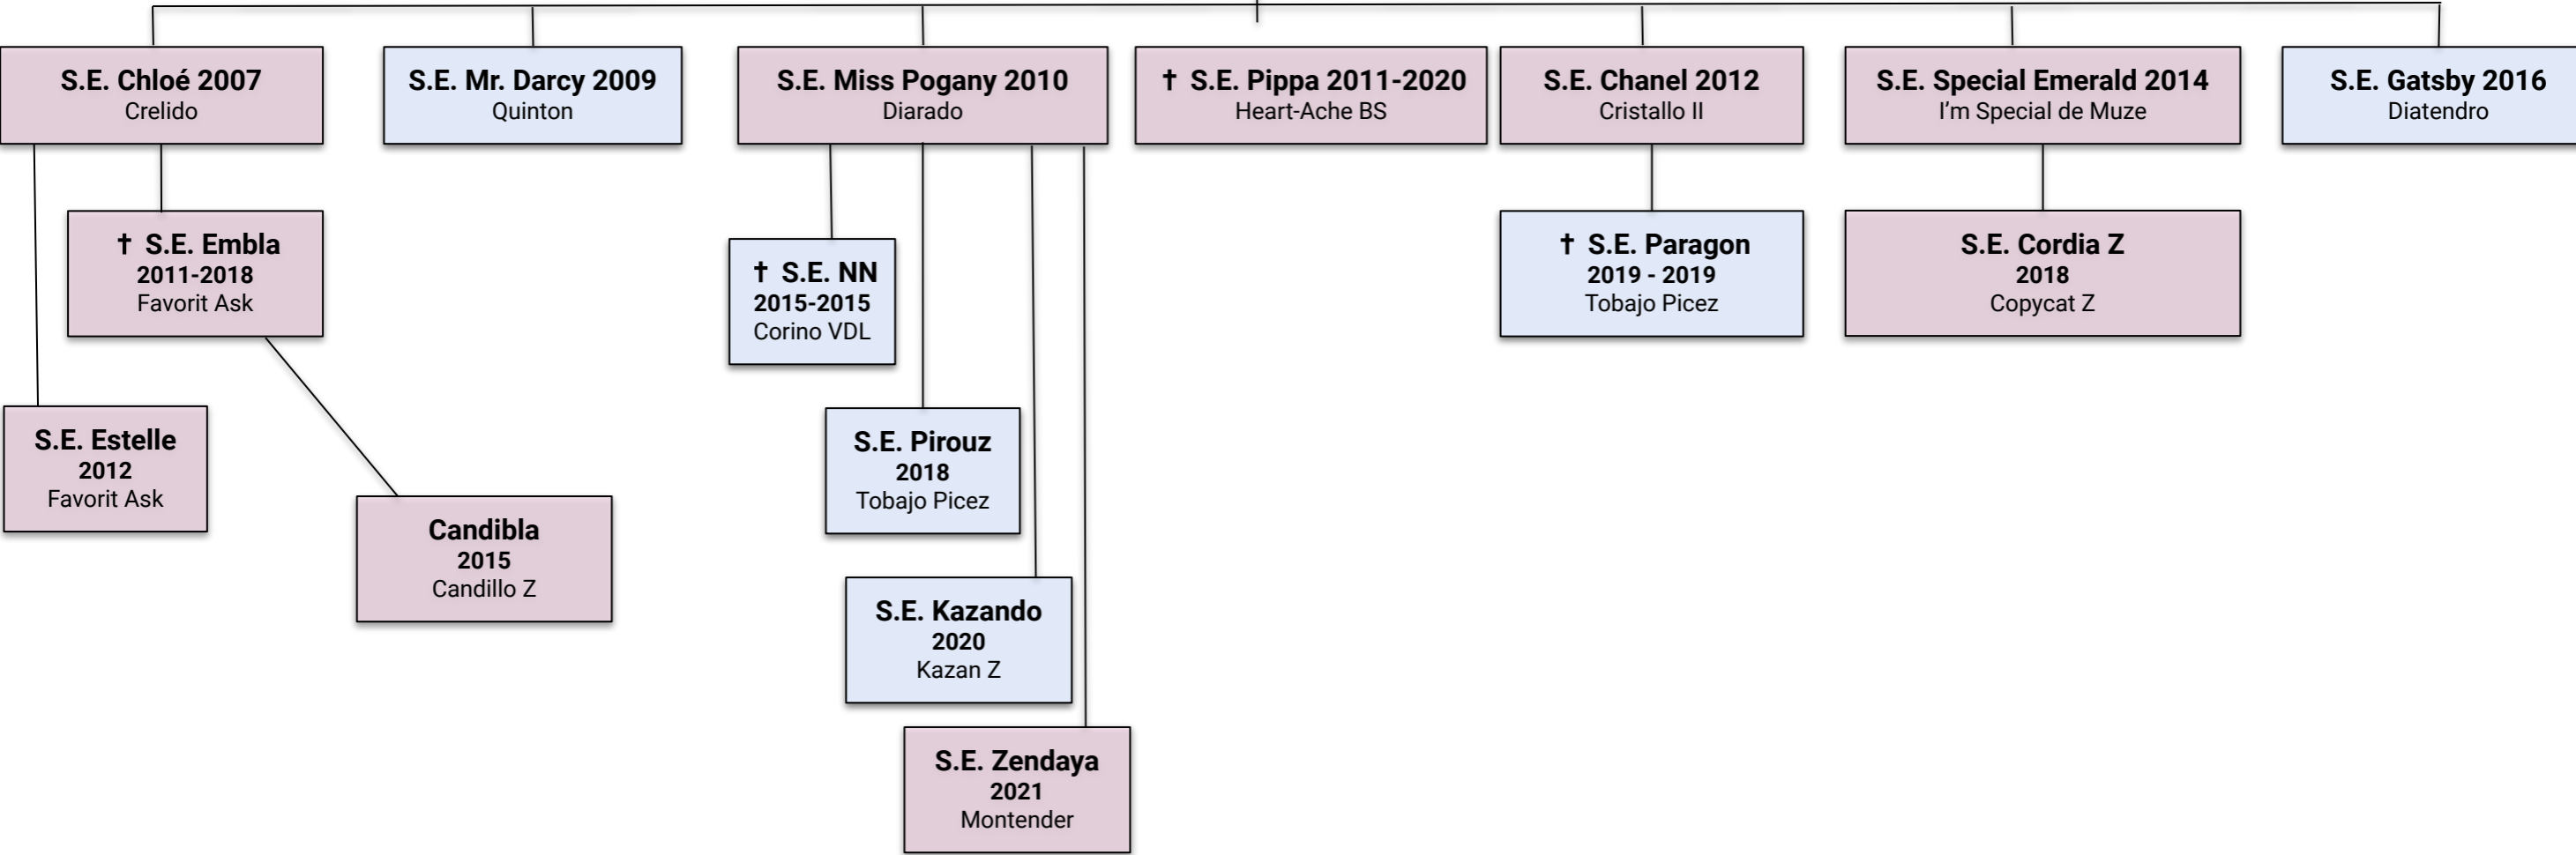 S.E. Chloé 2007
Crelido
S.E. Mr. Darcy 2009
Quinton
S.E. Miss Pogany 2010
Diarado
✝ S.E. Pippa 2011-2020
Heart-Ache BS
S.E. Chanel 2012
Cristallo II
S.E. Special Emerald 2014
I’m Special de Muze
S.E. Gatsby 2016
Diatendro
✝ S.E. Embla
2011-2018
Favorit Ask
✝ S.E. NN
2015-2015
Corino VDL
✝ S.E. Paragon
2019 - 2019
Tobajo Picez
S.E. Cordia Z
2018
Copycat Z
S.E. Estelle
2012
Favorit Ask
S.E. Pirouz
2018
Tobajo Picez
Candibla
2015
Candillo Z
S.E. Kazando
2020
Kazan Z
S.E. Zendaya
2021
Montender